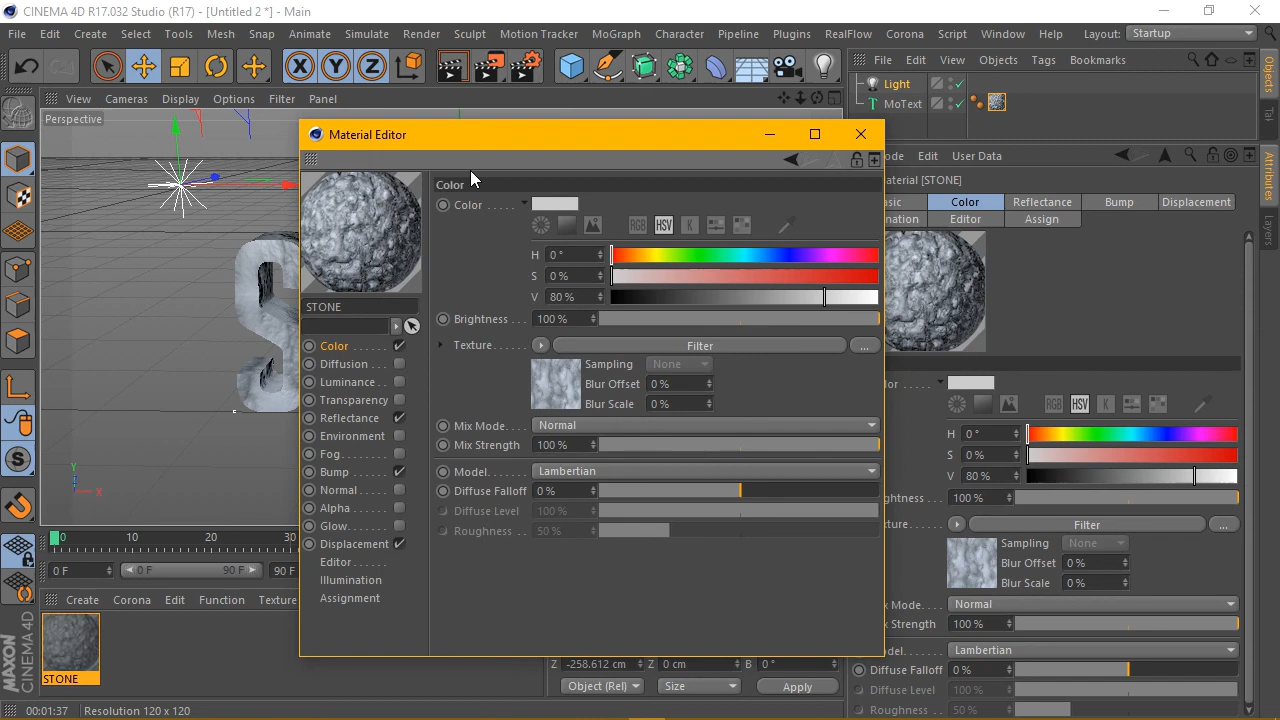 CINEMA 4D R17.032 Studio (R17) - [Untitled 2 *] - Main
File Edit Create Select Tools Mesh Snap Animate Simulate Render Sculpt Motion Tracker MoGraph Character Pipeline Plugins RealFlow Corona Script Window Help Layout: Startup
File Edit View Objects Tags Bookmarks
Light
MoText
View Cameras Display Options Filter Panel
Perspective
Material Editor
Edit User Data
[STONE]
Color Reflectance Bump Displacement
Editor Assign
Color
Color
H 0 °
S 0 %
V 80 %
Brightness . . . 100 %
Texture Filter ...
Sampling None
Blur Offset 0 %
Blur Scale 0 %
Mix Mode Normal
Mix Strength 100 %
Model Lambertian
Diffuse Falloff 0 %
Diffuse Level 100 %
Roughness 50 %
STONE
Color
Diffusion
Luminance
Transparency
Reflectance
Environment
Fog
Bump
Normal
Alpha
Glow
Displacement
Editor
Illumination
Assignment
H 0 °
S 0 %
V 80 %
100 %
Filter ...
Sampling None
Blur Offset 0 %
Blur Scale 0 %
Normal
100 %
Lambertian
Diffuse Falloff 0 %
Diffuse Level 100 %
Roughness 50 %
Objects
Attributes
Layers
Y
Z
X
0 10 20 30
0 F 0 F 90 F 90 F
Create Corona Edit Function Texture
STONE
Z -258.612 cm Z 0 cm B 0 °
Object (Rel) Size Apply
MAXON
CINEMA 4D
00:01:37 Resolution 120 x 120